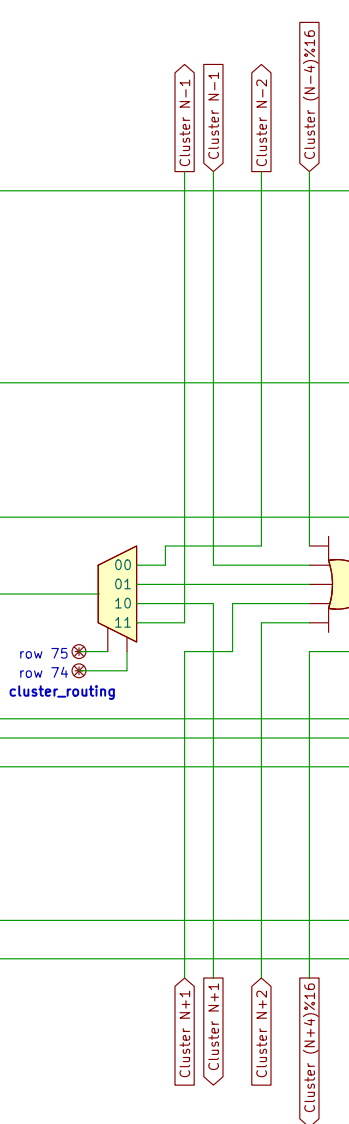 Cluster N-1
Cluster N-1
Cluster N-2
Cluster (N-4)%16
00
01
10
11
row 75
row 74
cluster_routing
Cluster N+1
Cluster N+1
Cluster N+2
Cluster (N+4)%16